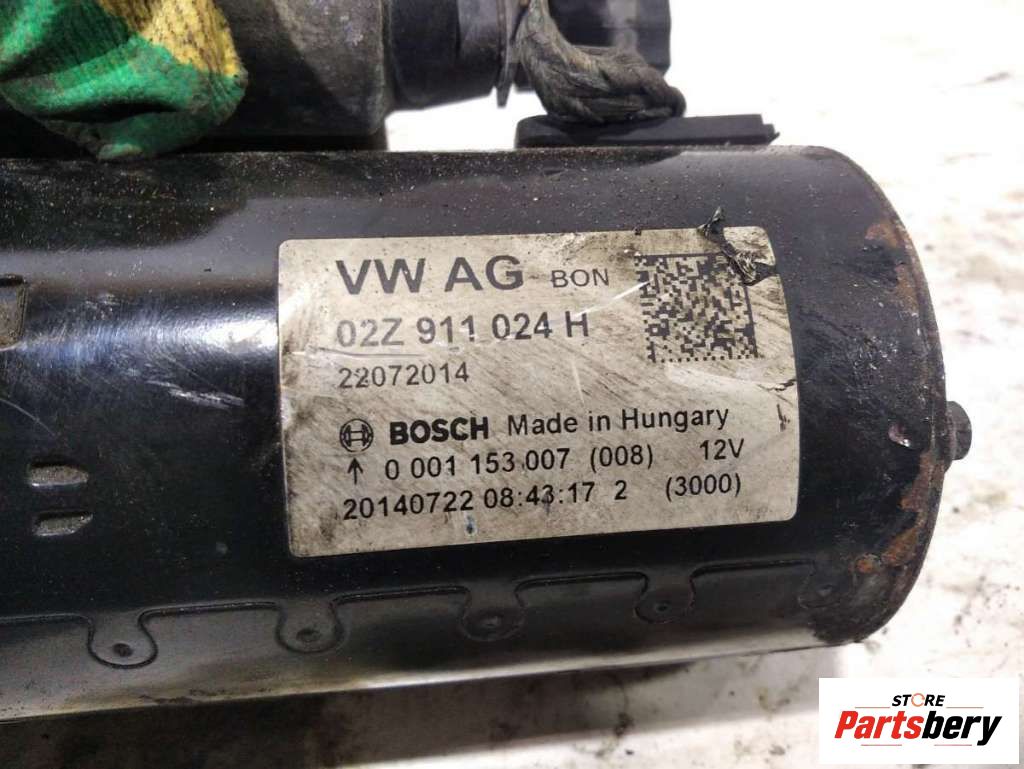 VW AG BON
02Z 911 024 H
22072014
BOSCH Made in Hungary
↑ 0 001 153 007 (008) 12V
20140722 08:43:17 2 (3000)
STORE
Partsbery